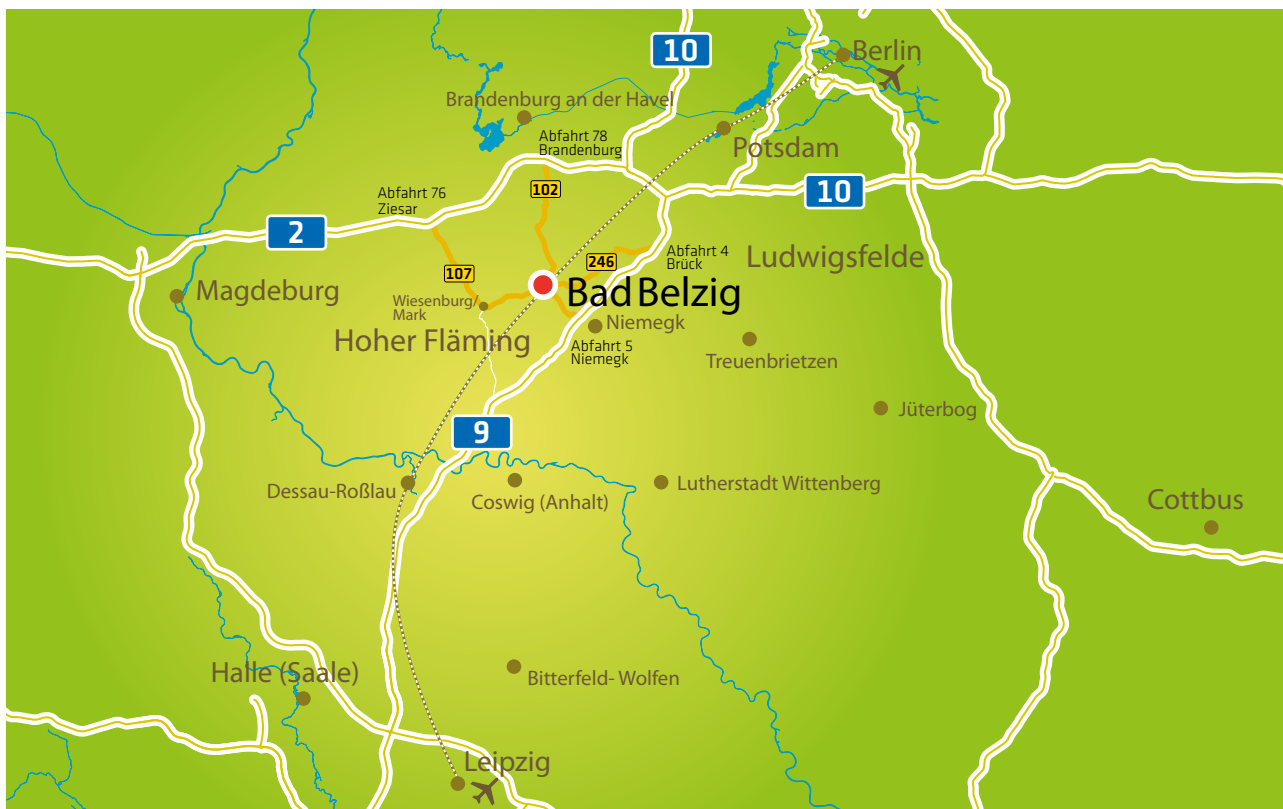 10
Berlin
Brandenburg an der Havel
Abfahrt 78
Brandenburg
Potsdam
102
10
Abfahrt 76
Ziesar
2
Abfahrt 4
Brück
246
Ludwigsfelde
107
Magdeburg
Bad Belzig
Wiesenburg/
Mark
Niemegk
Hoher Fläming
Abfahrt 5
Niemegk
Treuenbrietzen
Jüterbog
9
Dessau-Roßlau
Coswig (Anhalt)
Lutherstadt Wittenberg
Cottbus
Halle (Saale)
Bitterfeld- Wolfen
Leipzig